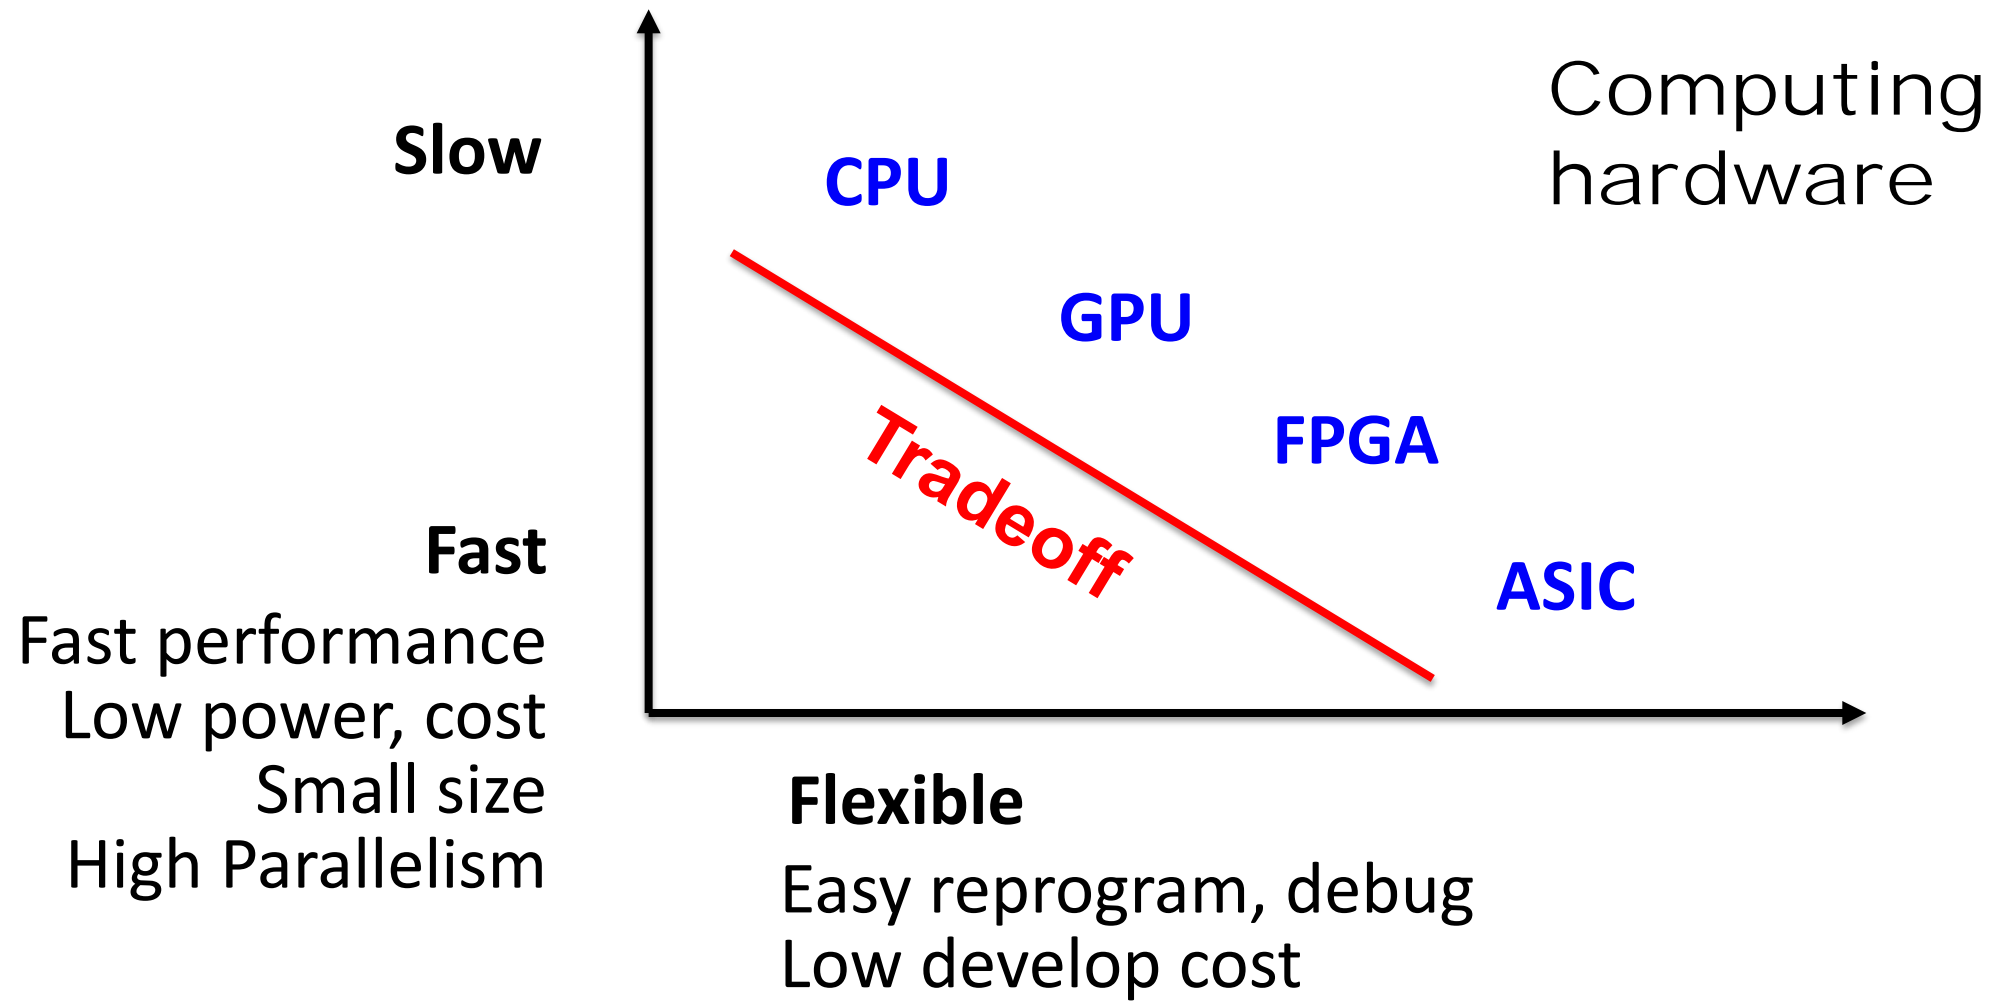 Computing
hardware
Slow
CPU
GPU
FPGA
Tradeoff
ASIC
Fast
Fast performance
Low power, cost
Small size
High Parallelism
Flexible
Easy reprogram, debug
Low develop cost